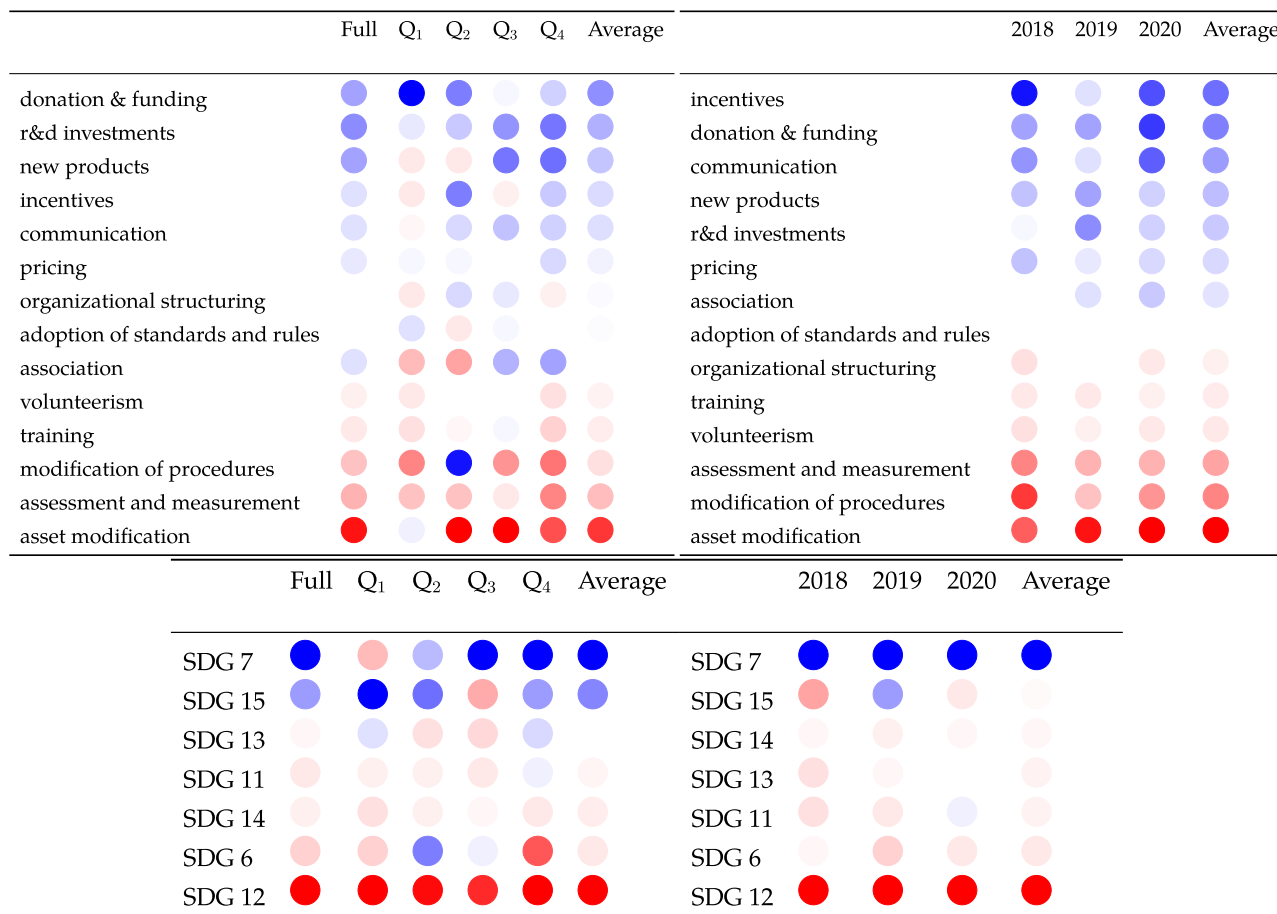 Full Q₁ Q₂ Q₃ Q₄ Average
donation & funding
r&d investments
new products
incentives
communication
pricing
organizational structuring
adoption of standards and rules
association
volunteerism
training
modification of procedures
assessment and measurement
asset modification
2018 2019 2020 Average
incentives
donation & funding
communication
new products
r&d investments
pricing
association
adoption of standards and rules
organizational structuring
training
volunteerism
assessment and measurement
modification of procedures
asset modification
Full Q₁ Q₂ Q₃ Q₄ Average
SDG 7
SDG 15
SDG 13
SDG 11
SDG 14
SDG 6
SDG 12
2018 2019 2020 Average
SDG 7
SDG 15
SDG 14
SDG 13
SDG 11
SDG 6
SDG 12